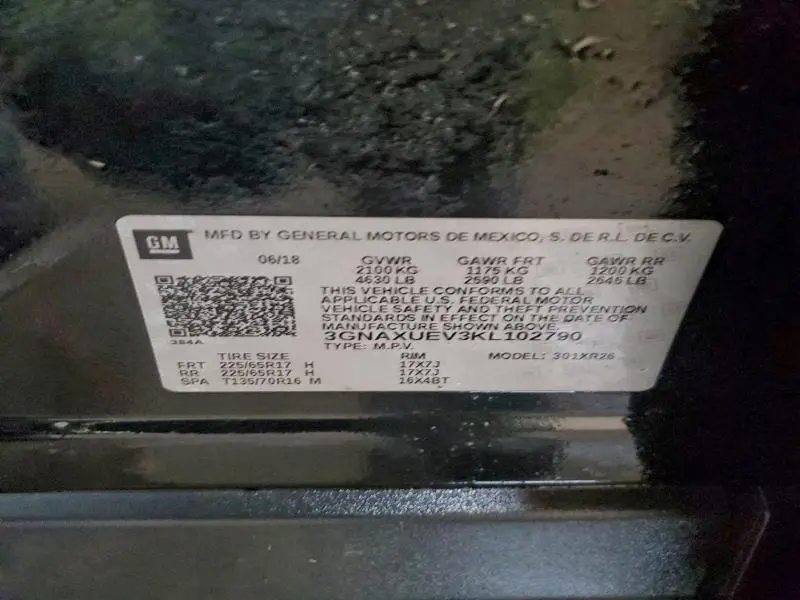 GM MFD BY GENERAL MOTORS DE MEXICO, S. DE R.L. DE C.V.
06/18 GVWR GAWR FRT GAWR RR
2100 KG 1175 KG 1200 KG
4630 LB 2590 LB 2645 LB
THIS VEHICLE CONFORMS TO ALL
APPLICABLE U.S. FEDERAL MOTOR
VEHICLE SAFETY AND THEFT PREVENTION
STANDARDS IN EFFECT ON THE DATE OF
MANUFACTURE SHOWN ABOVE.
384A 3GNAXUEV3KL102790
TYPE: M.P.V.
TIRE SIZE RIM MODEL: 301XR26
FRT 225/65R17 H 17X7J
RR 225/65R17 H 17X7J
SPA T135/70R16 M 16X4BT